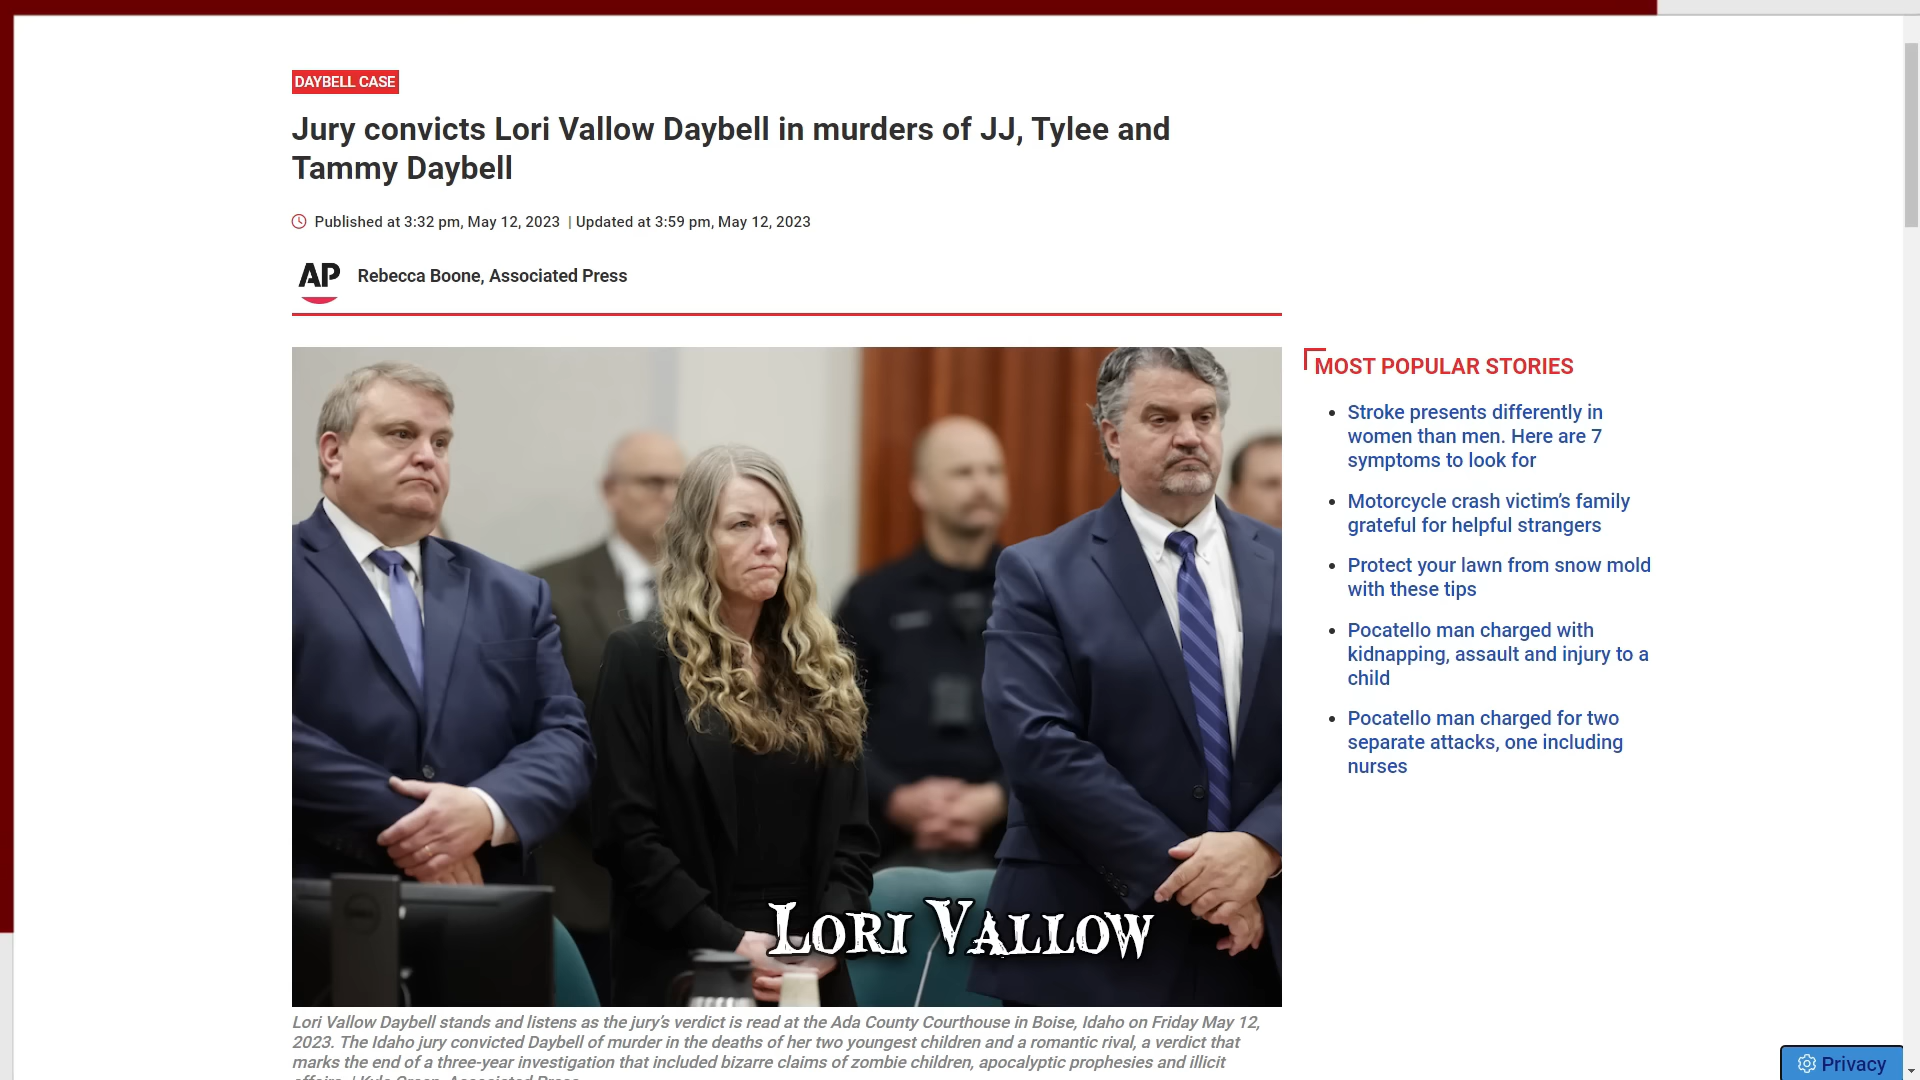 DAYBELL CASE
Jury convicts Lori Vallow Daybell in murders of JJ, Tylee and
Tammy Daybell
Published at 3:32 pm, May 12, 2023 | Updated at 3:59 pm, May 12, 2023
AP
Rebecca Boone, Associated Press
MOST POPULAR STORIES
Stroke presents differently in
women than men. Here are 7
symptoms to look for
Motorcycle crash victim’s family
grateful for helpful strangers
Protect your lawn from snow mold
with these tips
Pocatello man charged with
kidnapping, assault and injury to a
child
Pocatello man charged for two
separate attacks, one including
nurses
LORI VALLOW
Lori Vallow Daybell stands and listens as the jury’s verdict is read at the Ada County Courthouse in Boise, Idaho on Friday May 12,
2023. The Idaho jury convicted Daybell of murder in the deaths of her two youngest children and a romantic rival, a verdict that
marks the end of a three-year investigation that included bizarre claims of zombie children, apocalyptic prophesies and illicit
Privacy